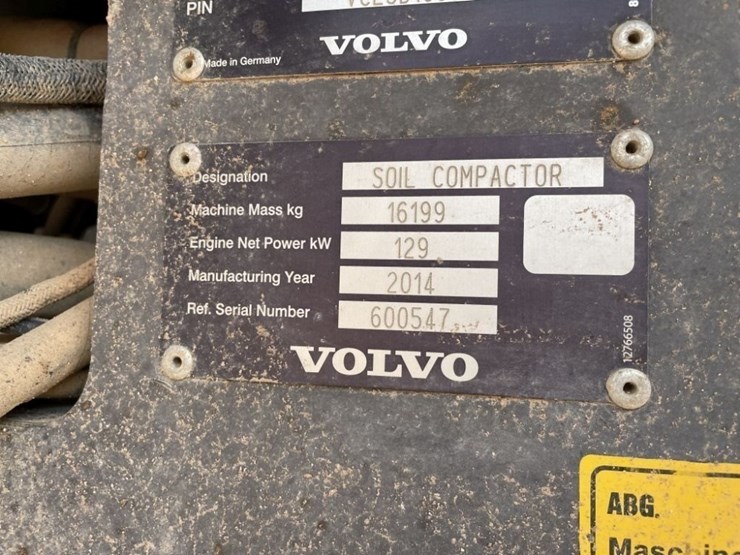 PIN
VOLVO
Made in Germany
8
Designation SOIL COMPACTOR
Machine Mass kg 16199
Engine Net Power kW 129
Manufacturing Year 2014
Ref. Serial Number 600547
VOLVO
12766508
ABG.